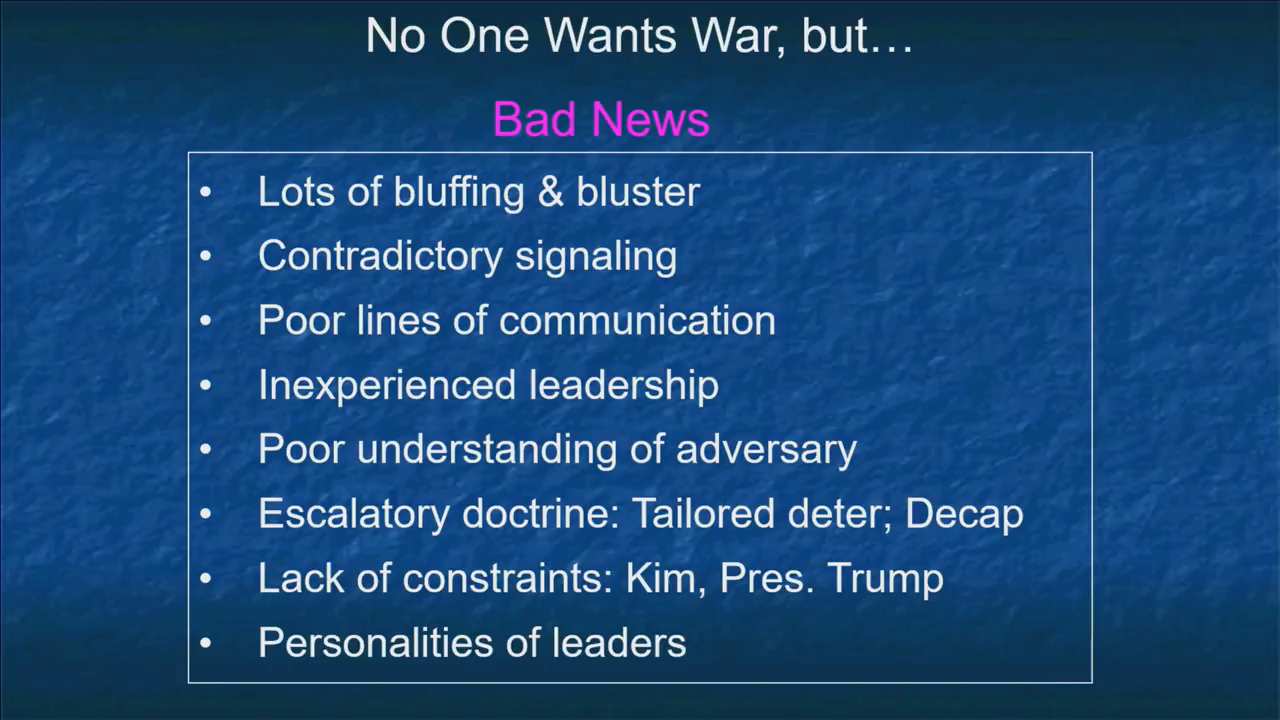 No One Wants War, but…
Bad News
• Lots of bluffing & bluster
• Contradictory signaling
• Poor lines of communication
• Inexperienced leadership
• Poor understanding of adversary
• Escalatory doctrine: Tailored deter; Decap
• Lack of constraints: Kim, Pres. Trump
• Personalities of leaders